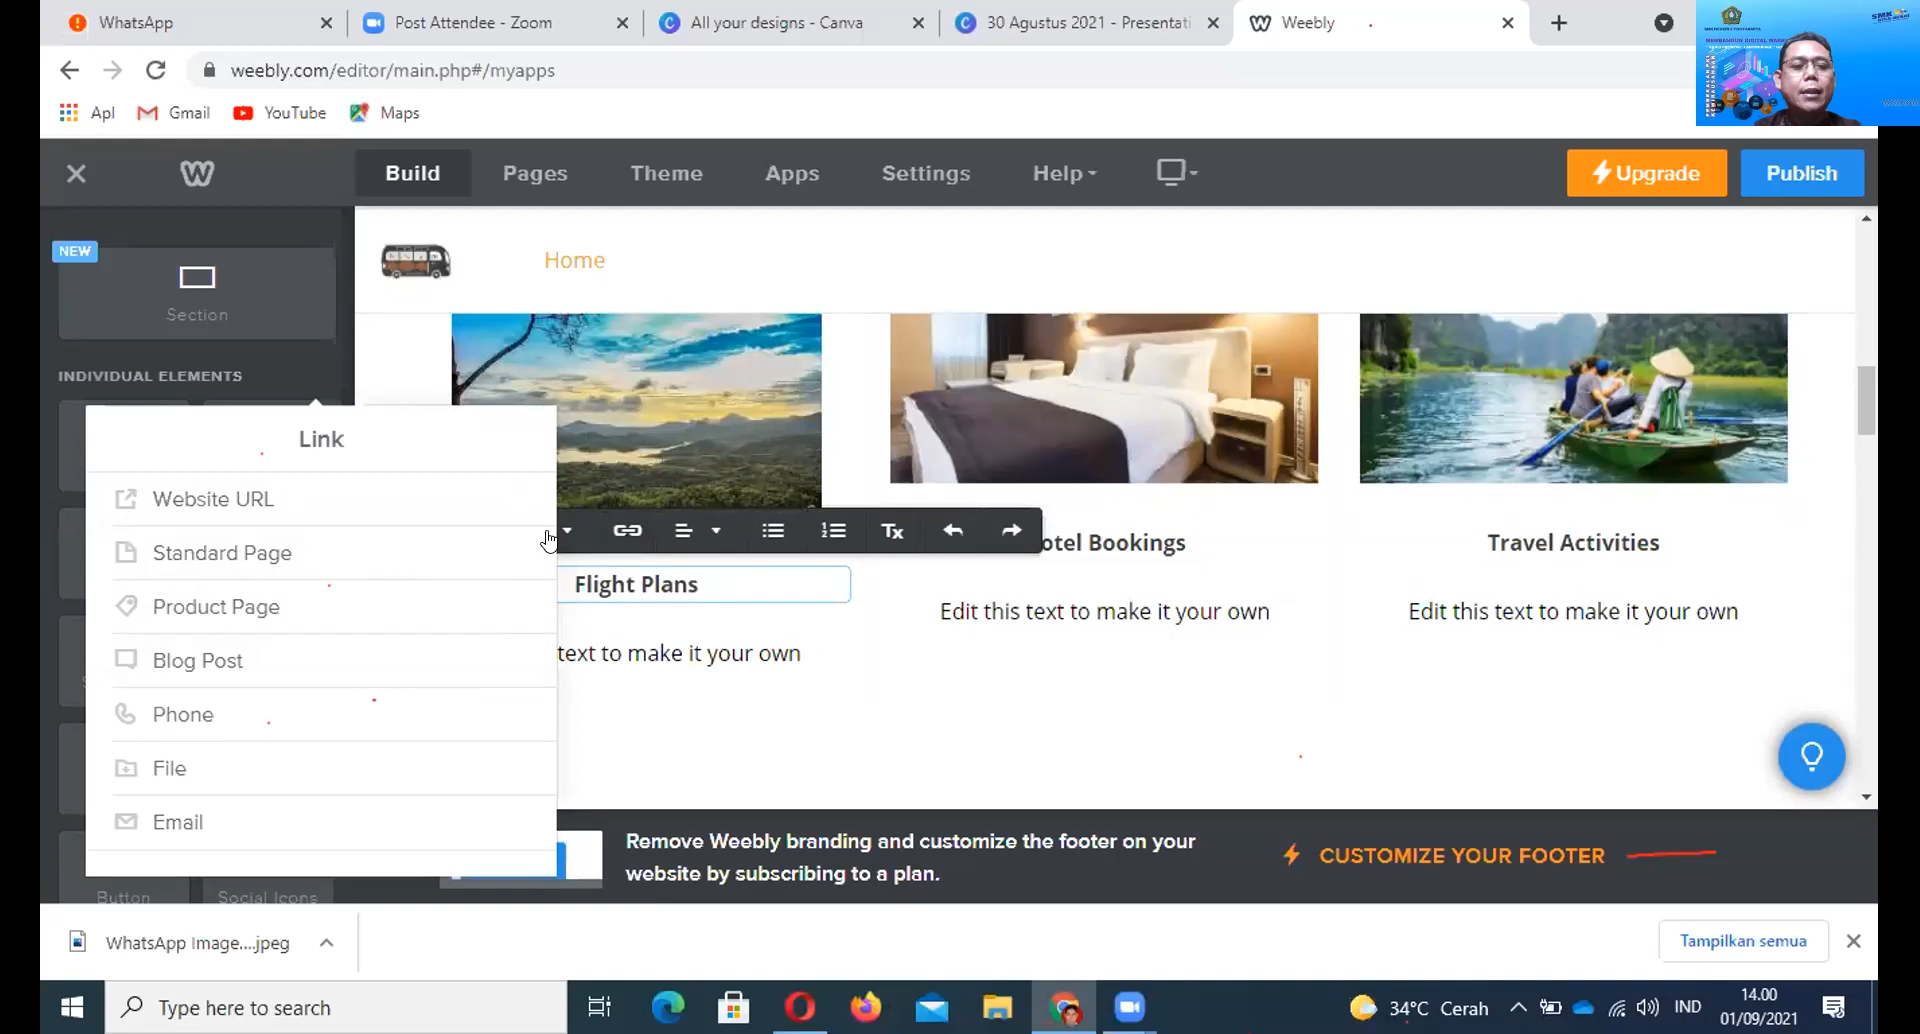 WhatsApp
Post Attendee - Zoom
All your designs - Canva
30 Agustus 2021 - Presentati
Weebly
weebly.com/editor/main.php#/myapps
Apl
Gmail
YouTube
Maps
Build
Pages
Theme
Apps
Settings
Help
Upgrade
Publish
NEW
Section
Home
INDIVIDUAL ELEMENTS
Link
Website URL
Standard Page
Product Page
Blog Post
Phone
File
Email
Button
Social Icons
Tx
Flight Plans
text to make it your own
otel Bookings
Edit this text to make it your own
Travel Activities
Edit this text to make it your own
Remove Weebly branding and customize the footer on your
website by subscribing to a plan.
CUSTOMIZE YOUR FOOTER
WhatsApp Image....jpeg
Tampilkan semua
Type here to search
34°C Cerah
IND
14.00
01/09/2021